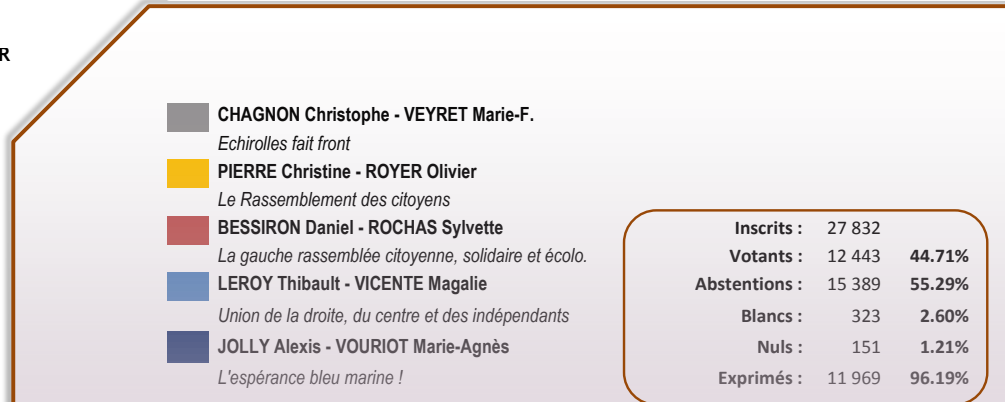 R
CHAGNON Christophe - VEYRET Marie-F.
Echirolles fait front
PIERRE Christine - ROYER Olivier
Le Rassemblement des citoyens
BESSIRON Daniel - ROCHAS Sylvette
La gauche rassemblée citoyenne, solidaire et écolo.
LEROY Thibault - VICENTE Magalie
Union de la droite, du centre et des indépendants
JOLLY Alexis - VOURIOT Marie-Agnès
L'espérance bleu marine !
Inscrits : 27 832
Votants : 12 443 44.71%
Abstentions : 15 389 55.29%
Blancs : 323 2.60%
Nuls : 151 1.21%
Exprimés : 11 969 96.19%